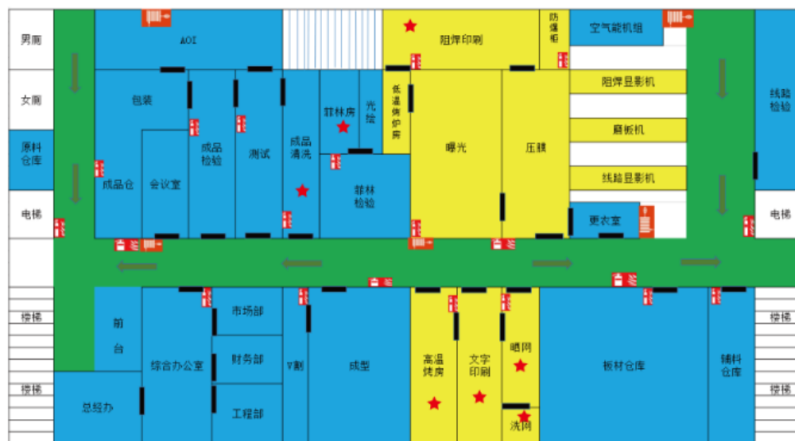 男厕
AOI
阻焊印刷
防爆柜
空气能机组
女厕
包装
成品检验
测试
成品清洗
菲林房
光绘
低温烤炉房
曝光
压膜
阻焊显影机
磨板机
线路显影机
线路检验
原料仓库
成品仓
会议室
菲林检验
更衣室
电梯
电梯
楼梯
前台
综合办公室
市场部
财务部
工程部
V割
成型
高温烤房
文字印刷
晒网
洗网
板材仓库
辅料仓库
楼梯
楼梯
总经办
楼梯